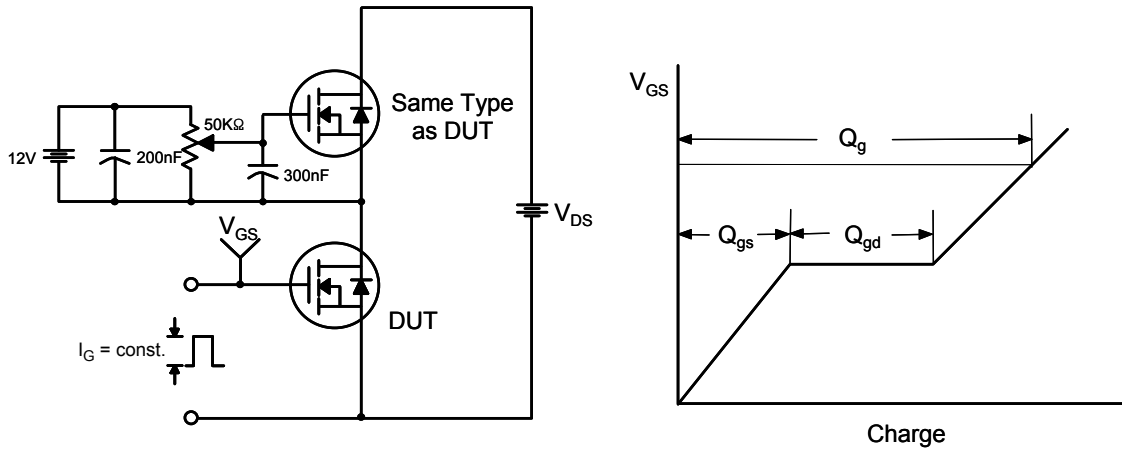 12V
200nF
50KΩ
300nF
Same Type
as DUT
V_DS
V_GS
DUT
I_G = const.
V_GS
Q_g
Q_gs
Q_gd
Charge